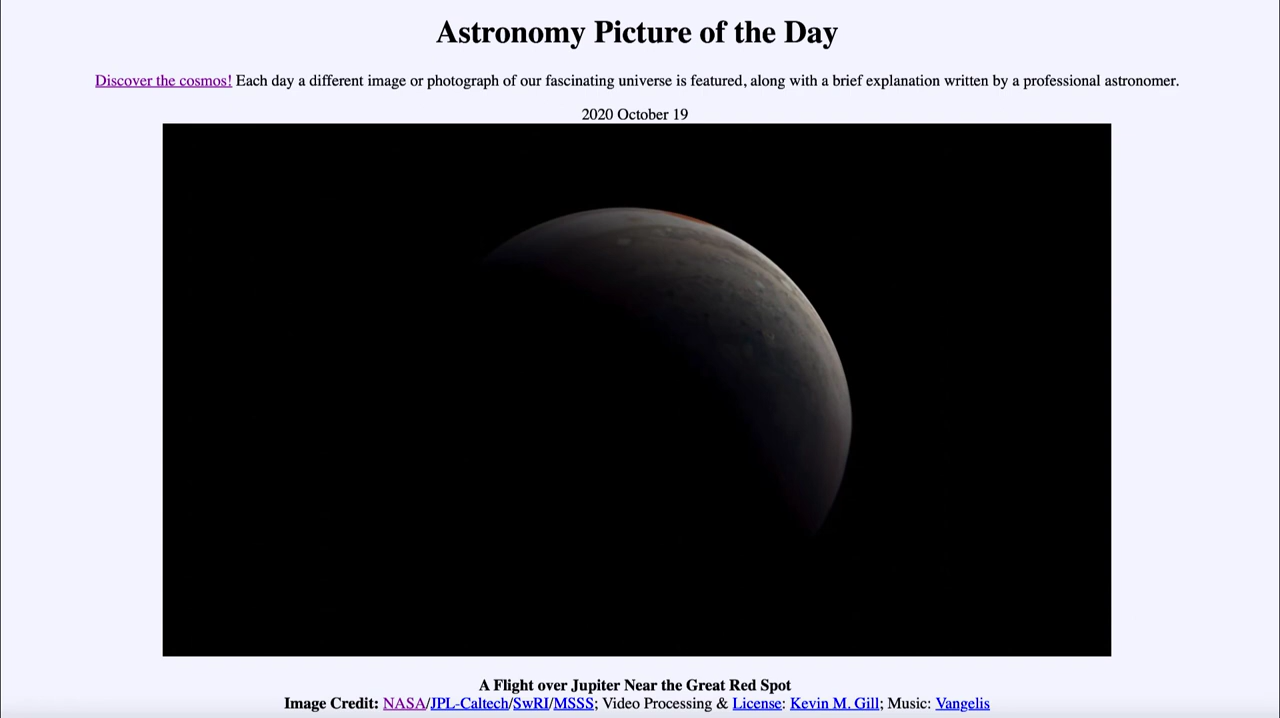 Astronomy Picture of the Day
Discover the cosmos! Each day a different image or photograph of our fascinating universe is featured, along with a brief explanation written by a professional astronomer.
2020 October 19
A Flight over Jupiter Near the Great Red Spot
Image Credit: NASA/JPL-Caltech/SwRI/MSSS; Video Processing & License: Kevin M. Gill; Music: Vangelis